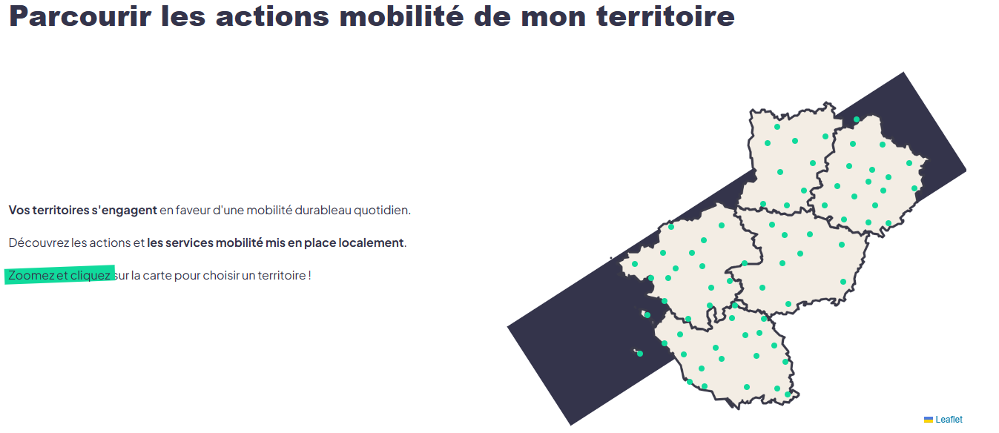 Parcourir les actions mobilité de mon territoire
Vos territoires s'engagent en faveur d'une mobilité durableau quotidien.
Découvrez les actions et les services mobilité mis en place localement.
Zoomez et cliquez sur la carte pour choisir un territoire !
Leaflet